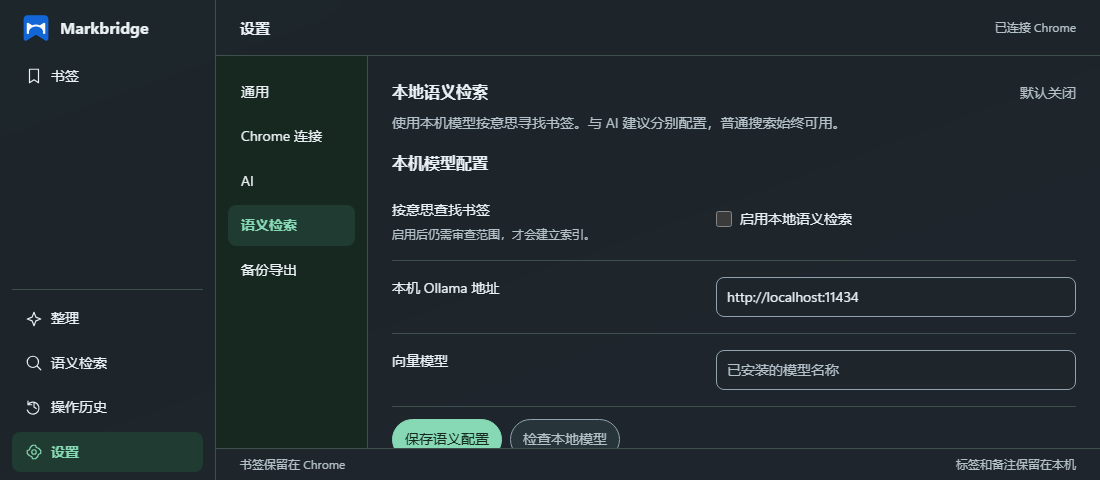 Markbridge
书签
整理
语义检索
操作历史
设置
设置
已连接 Chrome
通用
Chrome 连接
AI
语义检索
备份导出
本地语义检索
默认关闭
使用本机模型按意思寻找书签。与 AI 建议分别配置，普通搜索始终可用。
本机模型配置
按意思查找书签
启用后仍需审查范围，才会建立索引。
启用本地语义检索
本机 Ollama 地址
http://localhost:11434
向量模型
已安装的模型名称
保存语义配置
检查本地模型
书签保留在 Chrome
标签和备注保留在本机